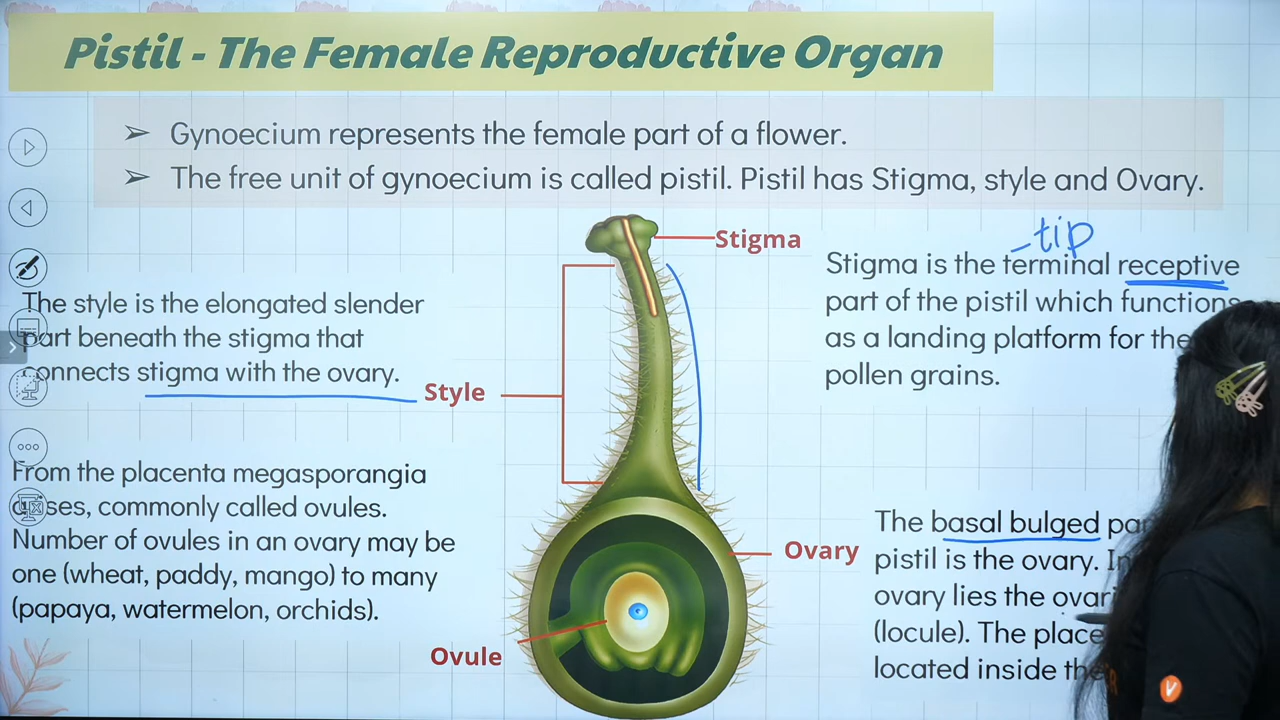 Pistil - The Female Reproductive Organ
➢ Gynoecium represents the female part of a flower.
➢ The free unit of gynoecium is called pistil. Pistil has Stigma, style and Ovary.
Stigma
- tip
Stigma is the terminal receptive
part of the pistil which functions
as a landing platform for the
pollen grains.
The style is the elongated slender
part beneath the stigma that
connects stigma with the ovary.
Style
From the placenta megasporangia
arises, commonly called ovules.
Number of ovules in an ovary may be
one (wheat, paddy, mango) to many
(papaya, watermelon, orchids).
Ovule
Ovary
The basal bulged
pistil is the ovary.
ovary lies the
(locule). The
located inside
V